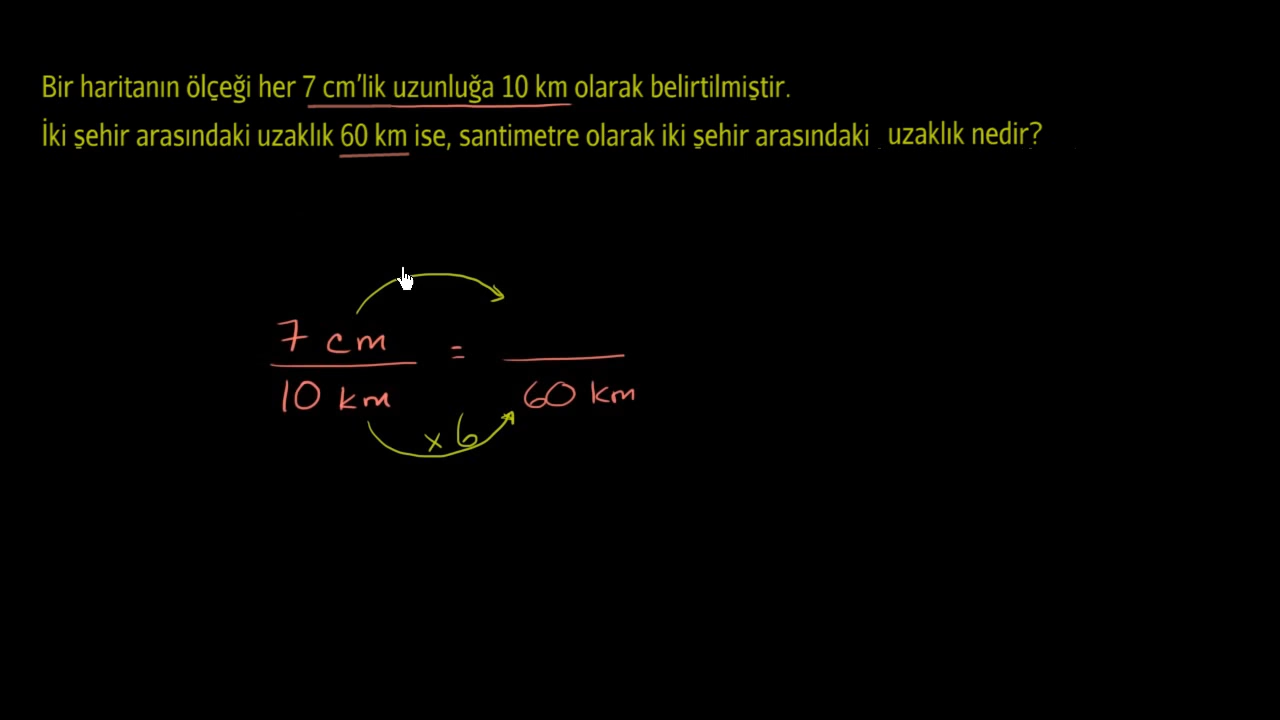 Bir haritanın ölçeği her 7 cm'lik uzunluğa 10 km olarak belirtilmiştir.
İki şehir arasındaki uzaklık 60 km ise, santimetre olarak iki şehir arasındaki uzaklık nedir?
7 cm
=
10 km
60 km
x 6